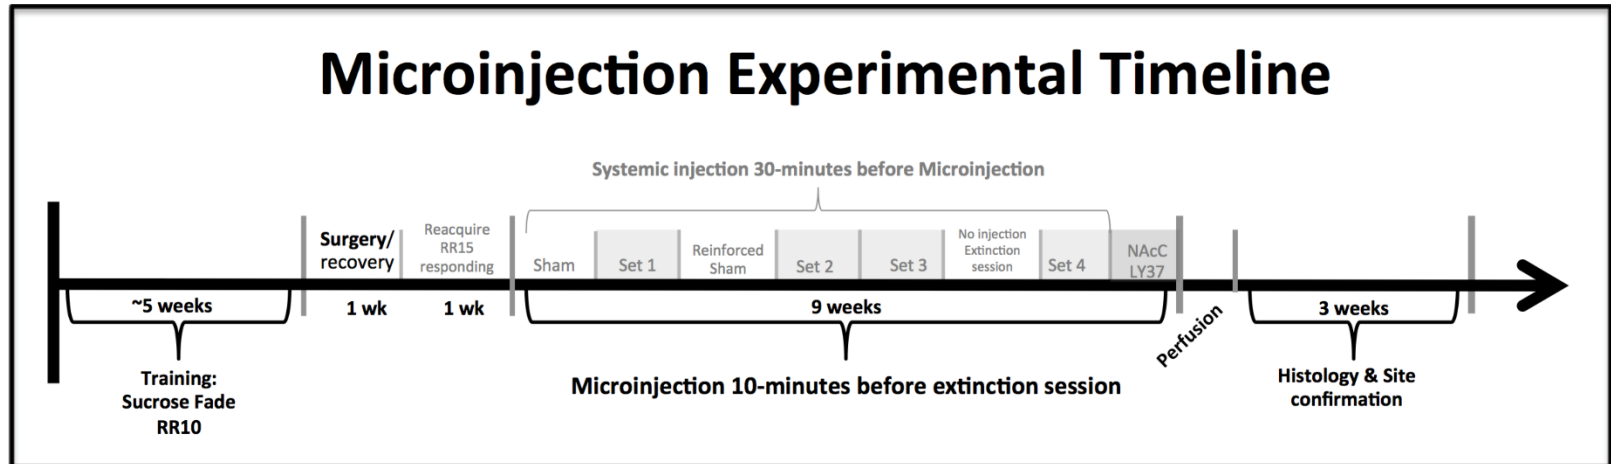 Microinjection Experimental Timeline
Systemic injection 30-minutes before Microinjection
Surgery/
recovery
Reacquire
RR15
responding
Sham
Set 1
Reinforced
Sham
Set 2
Set 3
No injection
Extinction
session
Set 4
NAcC
LY37
~5 weeks
1 wk
1 wk
9 weeks
Perfusion
3 weeks
Training:
Sucrose Fade
RR10
Microinjection 10-minutes before extinction session
Histology & Site
confirmation